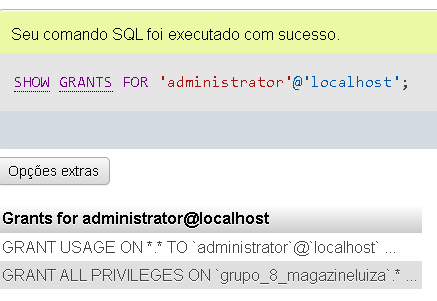 Seu comando SQL foi executado com sucesso.
SHOW GRANTS FOR 'administrator'@'localhost';
Opções extras
Grants for administrator@localhost
GRANT USAGE ON *.* TO `administrator`@`localhost` ...
GRANT ALL PRIVILEGES ON `grupo_8_magazineluiza`.* ...